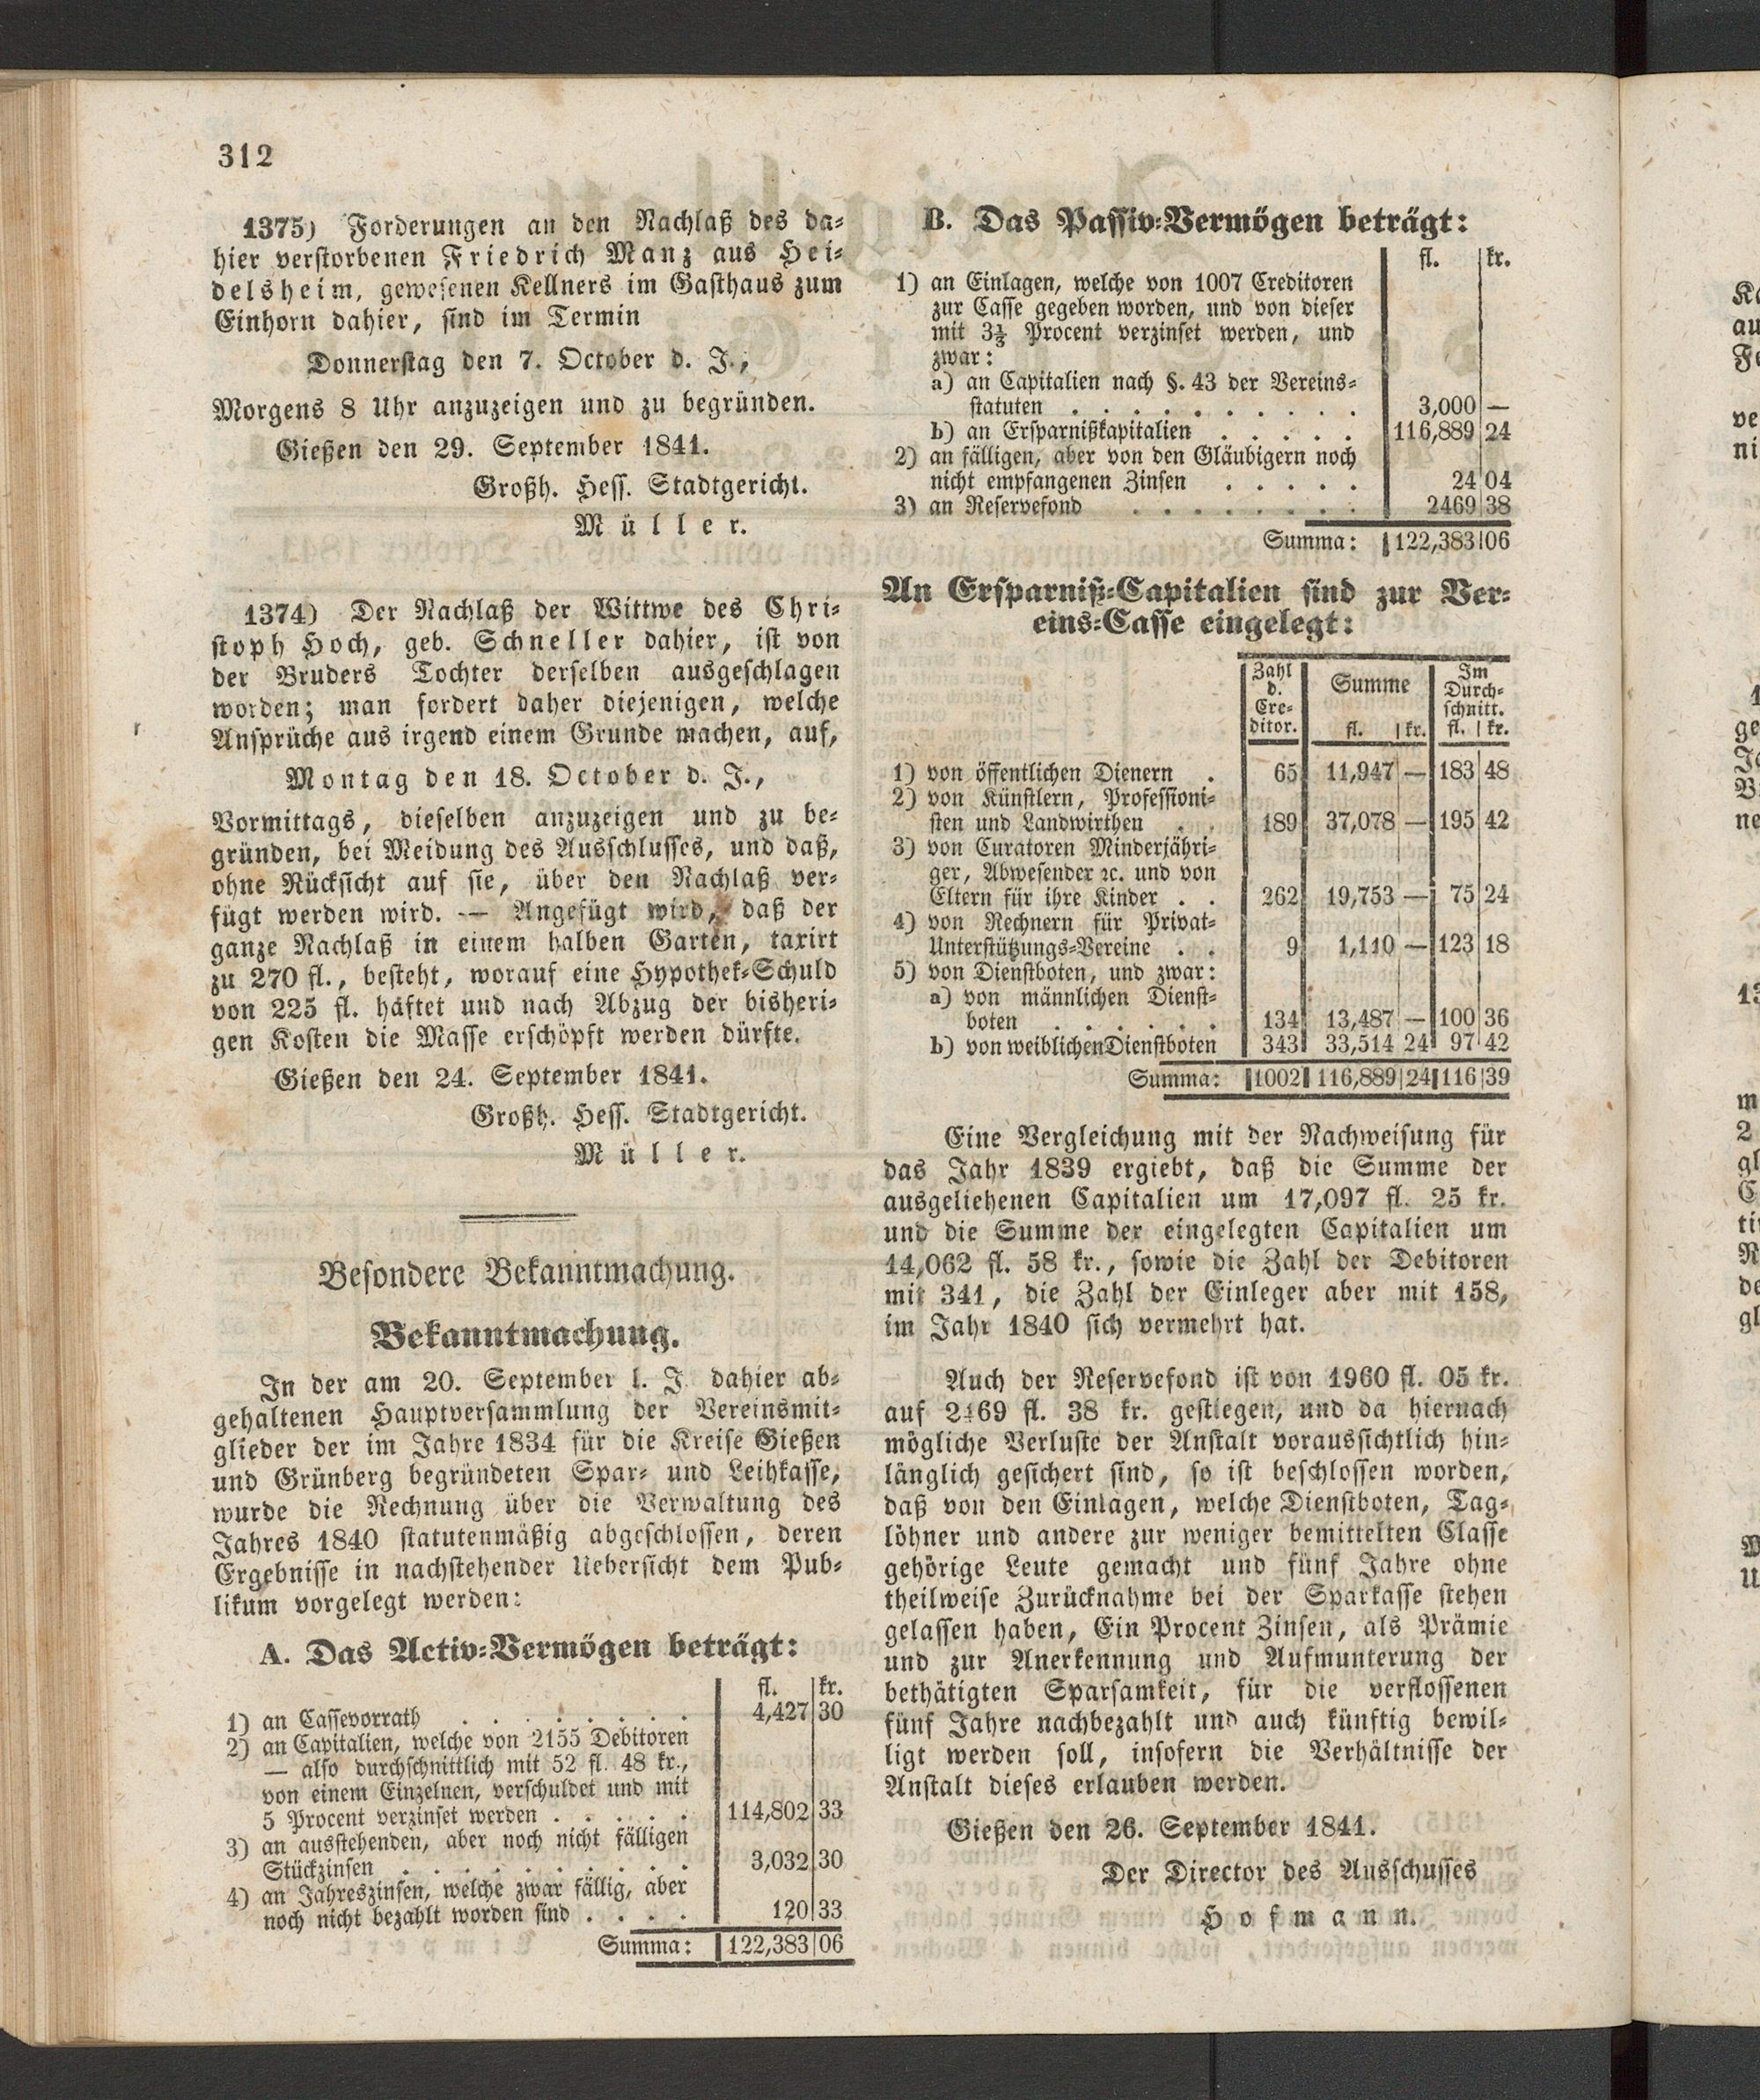 312
1375) Forderungen an den Nachlaß des da-
hier verstorbenen Friedrich Manz aus Hei-
delsheim, gewesenen Kellners im Gasthaus zum
Einhorn dahier, sind im Termin
Donnerstag den 7. October d. J.,
Morgens 8 Uhr anzuzeigen und zu begründen.
Gießen den 29. September 1841.
Großh. Hess. Stadtgericht.
Müller.
1374) Der Nachlaß der Wittwe des Chri-
stoph Hoch, geb. Schneller dahier, ist von
der Bruders Tochter derselben ausgeschlagen
worden; man fordert daher diejenigen, welche
Ansprüche aus irgend einem Grunde machen, auf,
Montag den 18. October d. J.,
Vormittags, dieselben anzuzeigen und zu be-
gründen, bei Meidung des Ausschlusses, und daß,
ohne Rücksicht auf sie, über den Nachlaß ver-
fügt werden wird. — Angefügt wird, daß der
ganze Nachlaß in einem halben Garten, taxirt
zu 270 fl., besteht, worauf eine Hypothek-Schuld
von 225 fl. haftet und nach Abzug der bisheri-
gen Kosten die Masse erschöpft werden dürfte.
Gießen den 24. September 1841.
Großh. Hess. Stadtgericht.
Müller.
Besondere Bekanntmachung.
Bekanntmachung.
In der am 20. September l. J. dahier ab-
gehaltenen Hauptversammlung der Vereinsmit-
glieder der im Jahre 1834 für die Kreise Gießen
und Grünberg begründeten Spar- und Leihkasse,
wurde die Rechnung über die Verwaltung des
Jahres 1840 statutenmäßig abgeschlossen, deren
Ergebnisse in nachstehender Uebersicht dem Pub-
likum vorgelegt werden:
A. Das Activ-Vermögen beträgt:
fl. kr.
1) an Cassevorrath . . . . . . . . 4,427 30
2) an Capitalien, welche von 2155 Debitoren
— also durchschnittlich mit 52 fl. 48 kr.,
von einem Einzelnen, verschuldet und mit
5 Procent verzinset werden . . . . . 114,802 33
3) an ausstehenden, aber noch nicht fälligen
Stückzinsen . . . . . . . . . . 3,032 30
4) an Jahreszinsen, welche zwar fällig, aber
noch nicht bezahlt worden sind . . . . 120 33
Summa: 122,383 06
B. Das Passiv-Vermögen beträgt:
fl. kr.
1) an Einlagen, welche von 1007 Creditoren
zur Casse gegeben worden, und von dieser
mit 3⅓ Procent verzinset werden, und
zwar:
a) an Capitalien nach §. 43 der Vereins-
statuten . . . . . . . . . . 3,000 —
b) an Ersparnißkapitalien . . . . . 116,889 24
2) an fälligen, aber von den Gläubigern noch
nicht empfangenen Zinsen . . . . . 24 04
3) an Reservefond . . . . . . . . 2469 38
Summa: 122,383 06
An Ersparniß-Capitalien sind zur Ver-
eins-Casse eingelegt:
Zahl d. Cre- ditor. Summe Im Durch- schnitt.
fl. kr. fl. kr.
1) von öffentlichen Dienern . 65 11,947 — 183 48
2) von Künstlern, Professioni-
sten und Landwirthen . . 189 37,078 — 195 42
3) von Curatoren Minderjähri-
ger, Abwesender ꝛc. und von
Eltern für ihre Kinder . . 262 19,753 — 75 24
4) von Rechnern für Privat-
Unterstützungs-Vereine . . 9 1,110 — 123 18
5) von Dienstboten, und zwar:
a) von männlichen Dienst-
boten . . . . . . 134 13,487 — 100 36
b) von weiblichen Dienstboten 343 33,514 24 97 42
Summa: 1002 116,889 24 116 39
Eine Vergleichung mit der Nachweisung für
das Jahr 1839 ergiebt, daß die Summe der
ausgeliehenen Capitalien um 17,097 fl. 25 kr.
und die Summe der eingelegten Capitalien um
14,062 fl. 58 kr., sowie die Zahl der Debitoren
mit 341, die Zahl der Einleger aber mit 158,
im Jahr 1840 sich vermehrt hat.
Auch der Reservefond ist von 1960 fl. 05 kr.
auf 2469 fl. 38 kr. gestiegen, und da hiernach
mögliche Verluste der Anstalt voraussichtlich hin-
länglich gesichert sind, so ist beschlossen worden,
daß von den Einlagen, welche Dienstboten, Tag-
löhner und andere zur weniger bemittelten Classe
gehörige Leute gemacht und fünf Jahre ohne
theilweise Zurücknahme bei der Sparkasse stehen
gelassen haben, Ein Procent Zinsen, als Prämie
und zur Anerkennung und Aufmunterung der
bethätigten Sparsamkeit, für die verflossenen
fünf Jahre nachbezahlt und auch künftig bewil-
ligt werden soll, insofern die Verhältnisse der
Anstalt dieses erlauben werden.
Gießen den 26. September 1841.
Der Director des Ausschusses
Hofmann.